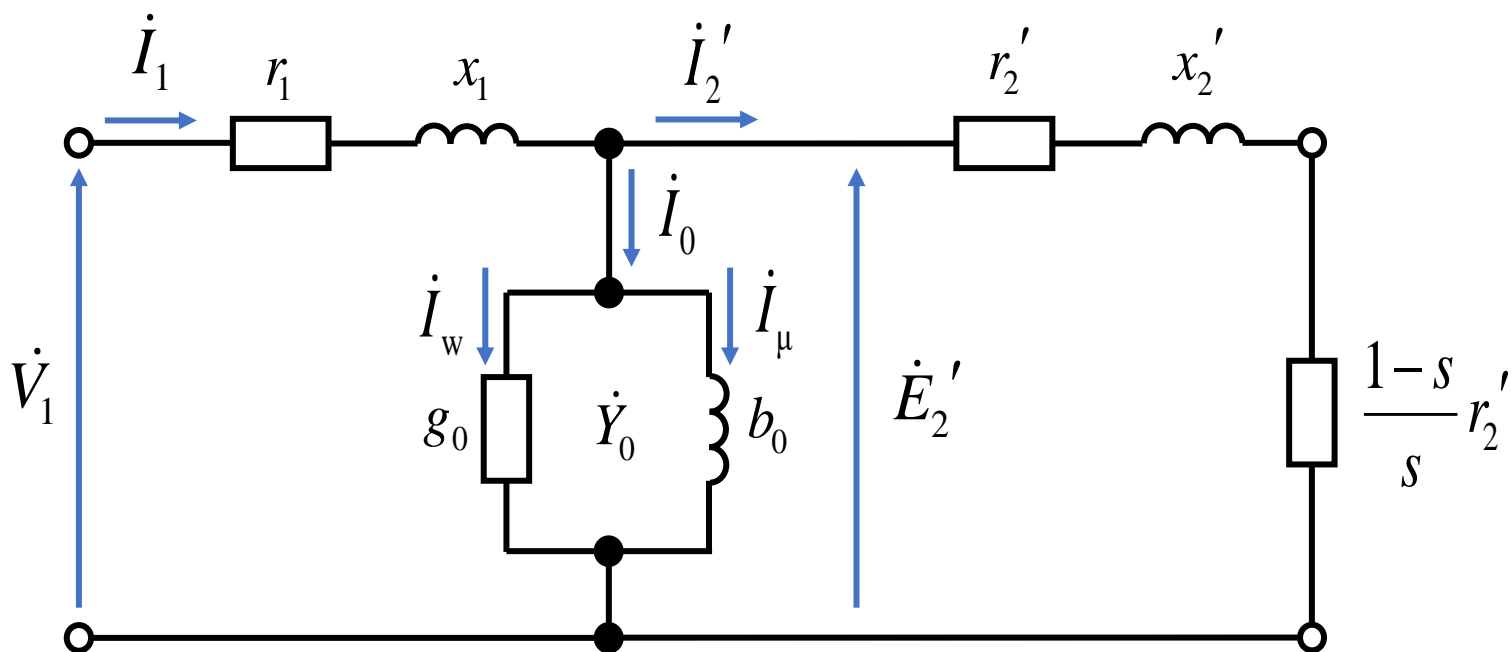 İ₁
r₁
x₁
İ₂′
r₂′
x₂′
İ₀
İw
İμ
V̇₁
g₀
Ẏ₀
b₀
Ė₂′
(1−s)/s r₂′